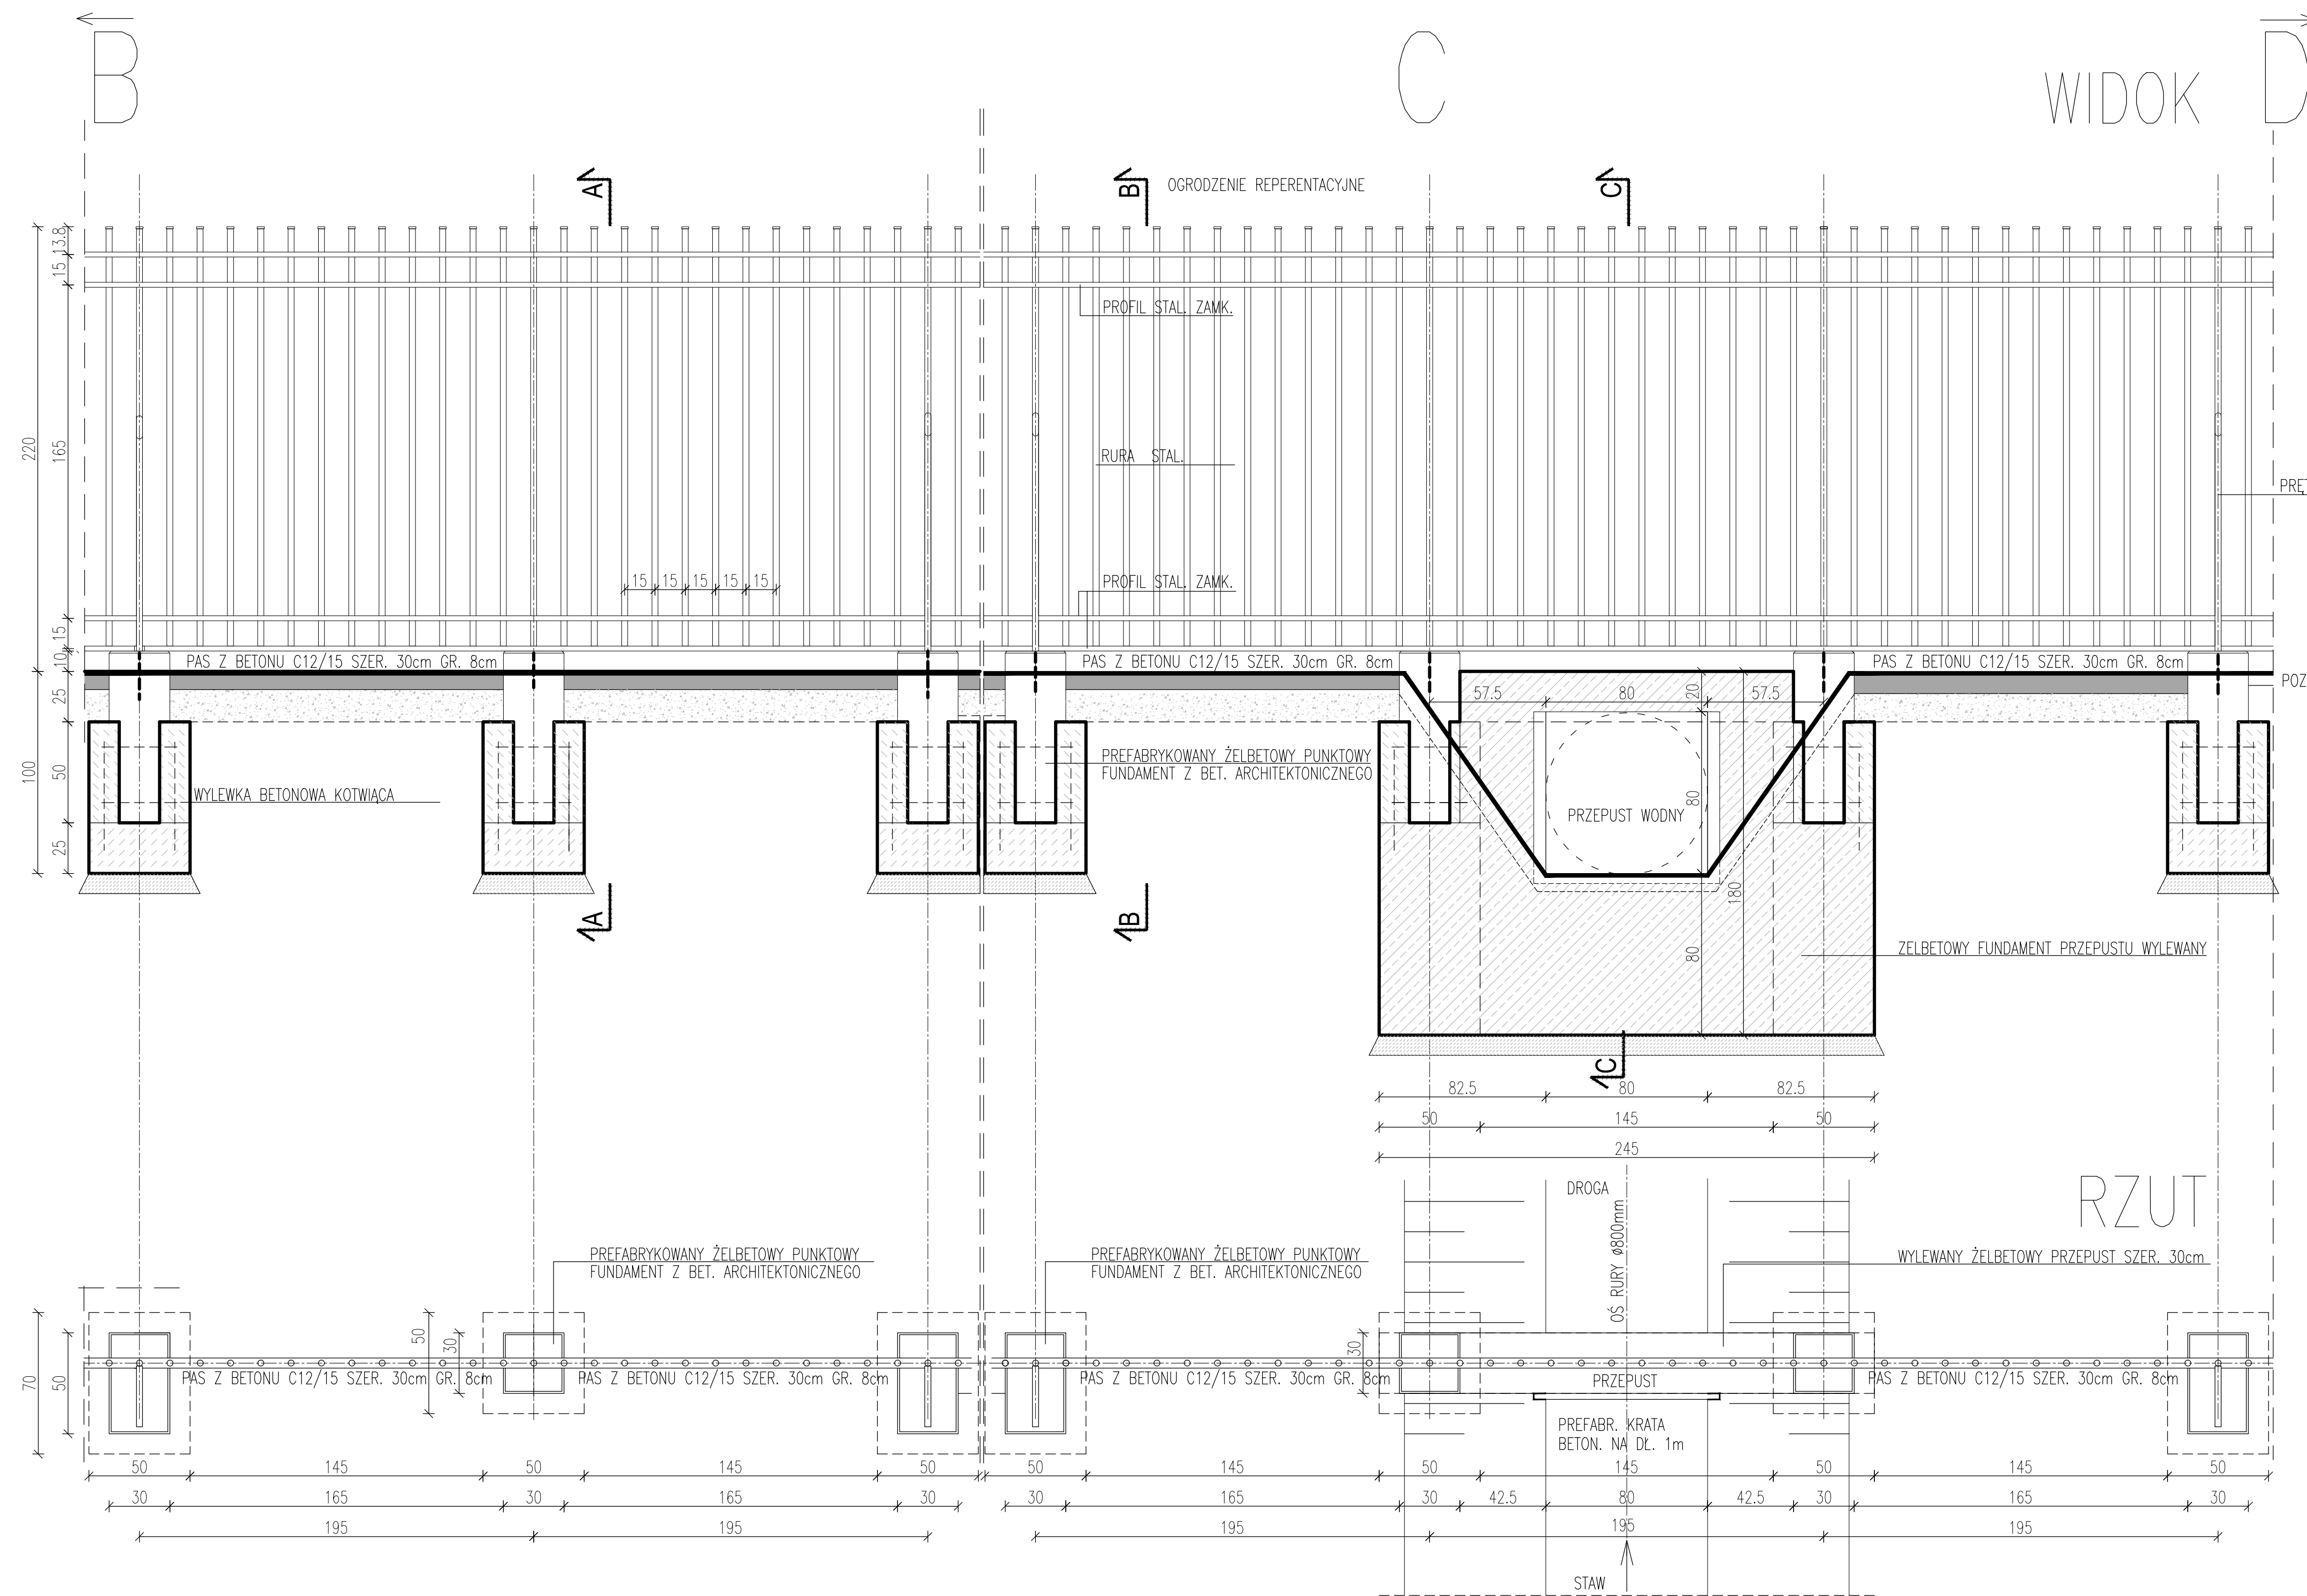 B
C
WIDOK
D
A
B
OGRODZENIE REPERENTACYJNE
C
13.8
15
PROFIL STAL. ZAMK.
220
165
RURA STAL.
PRĘT
15 15 15 15 15
PROFIL STAL. ZAMK.
15
10
PAS Z BETONU C12/15 SZER. 30cm GR. 8cm
PAS Z BETONU C12/15 SZER. 30cm GR. 8cm
PAS Z BETONU C12/15 SZER. 30cm GR. 8cm
POZ
25
57.5 80 20 57.5
100
50
WYLEWKA BETONOWA KOTWIĄCA
PREFABRYKOWANY ŻELBETOWY PUNKTOWY
FUNDAMENT Z BET. ARCHITEKTONICZNEGO
80
PRZEPUST WODNY
25
180
A
B
80
ZELBETOWY FUNDAMENT PRZEPUSTU WYLEWANY
C
82.5 80 82.5
50 145 50
245
DROGA
RZUT
OŚ RURY ø800mm
PREFABRYKOWANY ŻELBETOWY PUNKTOWY
FUNDAMENT Z BET. ARCHITEKTONICZNEGO
PREFABRYKOWANY ŻELBETOWY PUNKTOWY
FUNDAMENT Z BET. ARCHITEKTONICZNEGO
WYLEWANY ŻELBETOWY PRZEPUST SZER. 30cm
70
50
50
30
30
PAS Z BETONU C12/15 SZER. 30cm GR. 8cm
PAS Z BETONU C12/15 SZER. 30cm GR. 8cm
PAS Z BETONU C12/15 SZER. 30cm GR. 8cm
PRZEPUST
PAS Z BETONU C12/15 SZER. 30cm GR. 8cm
PREFABR. KRATA
BETON. NA DŁ. 1m
50 145 50 145 50 50 145 50 145 50 145 50
30 165 30 165 30 30 165 30 42.5 80 42.5 30 165 30
195 195 195 195 195
STAW